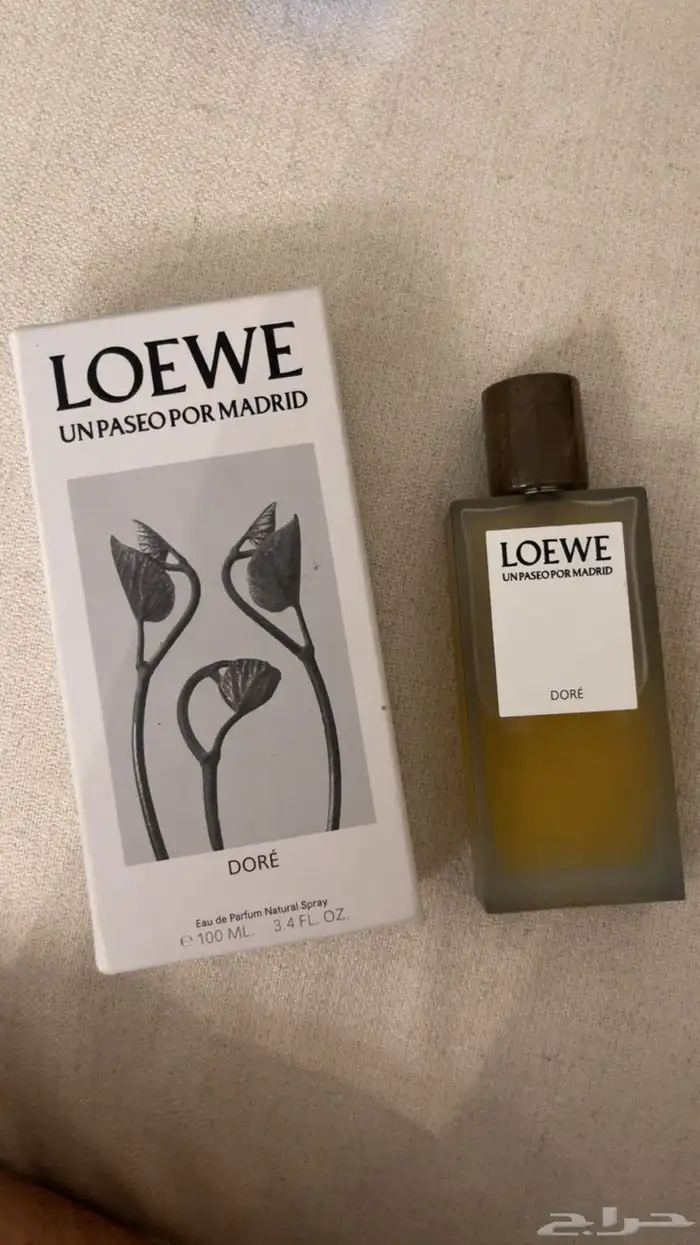 LOEWE
UN PASEO POR MADRID
DORÉ
Eau de Parfum Natural Spray
℮ 100 ML. 3.4 FL. OZ.
LOEWE
UN PASEO POR MADRID
DORÉ
حراج